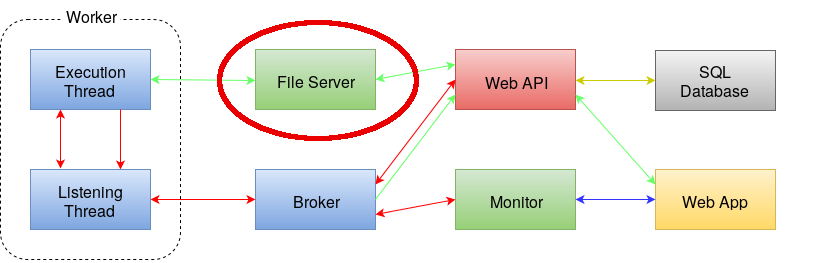 Worker
Execution
Thread
File Server
Web API
SQL
Database
Listening
Thread
Broker
Monitor
Web App